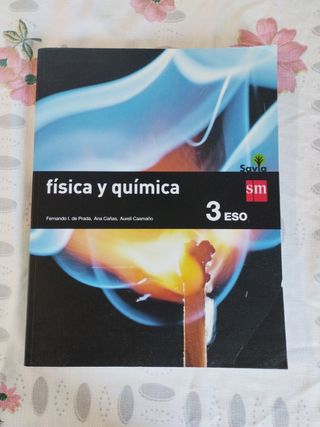 Savia
física y química
sm
Fernando I. de Prada, Ana Cañas, Aureli Caamaño
3 ESO